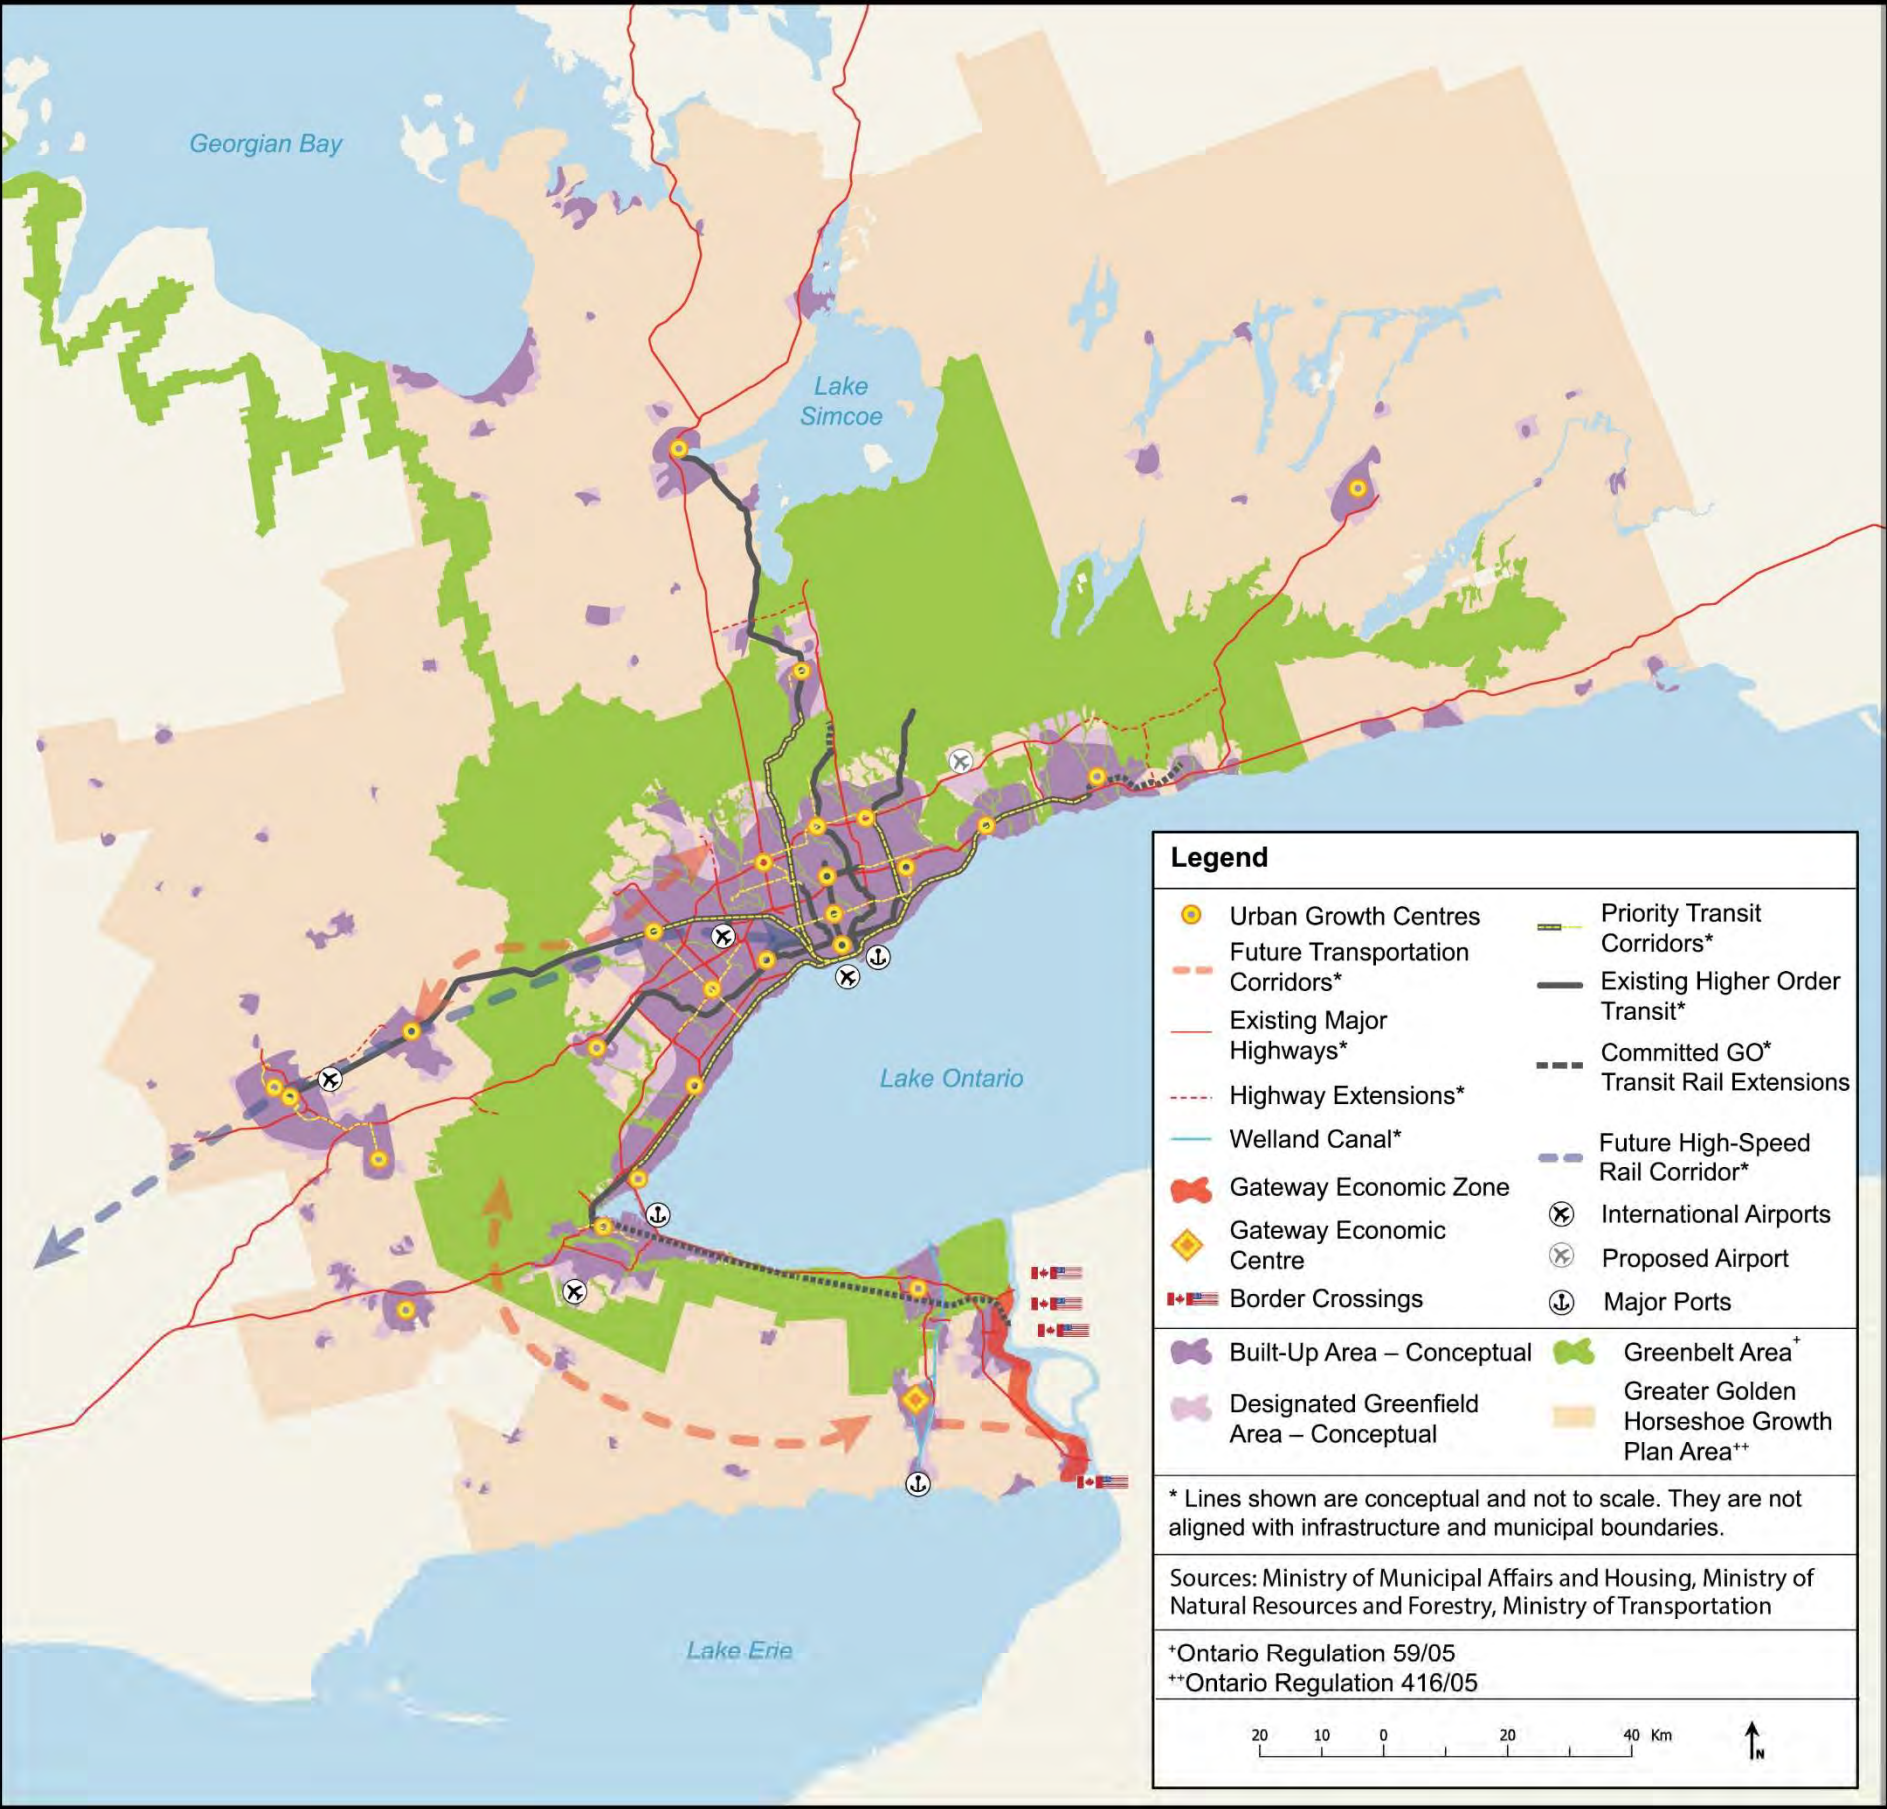 Georgian Bay
Lake
Simcoe
Lake Ontario
Lake Erie
Legend
Urban Growth Centres
Future Transportation
Corridors*
Existing Major
Highways*
Highway Extensions*
Welland Canal*
Gateway Economic Zone
Gateway Economic
Centre
Border Crossings
Priority Transit
Corridors*
Existing Higher Order
Transit*
Committed GO*
Transit Rail Extensions
Future High-Speed
Rail Corridor*
International Airports
Proposed Airport
Major Ports
Built-Up Area – Conceptual
Designated Greenfield
Area – Conceptual
Greenbelt Area+
Greater Golden
Horseshoe Growth
Plan Area++
* Lines shown are conceptual and not to scale. They are not
aligned with infrastructure and municipal boundaries.
Sources: Ministry of Municipal Affairs and Housing, Ministry of
Natural Resources and Forestry, Ministry of Transportation
+Ontario Regulation 59/05
++Ontario Regulation 416/05
20 10 0 20 40 Km
N